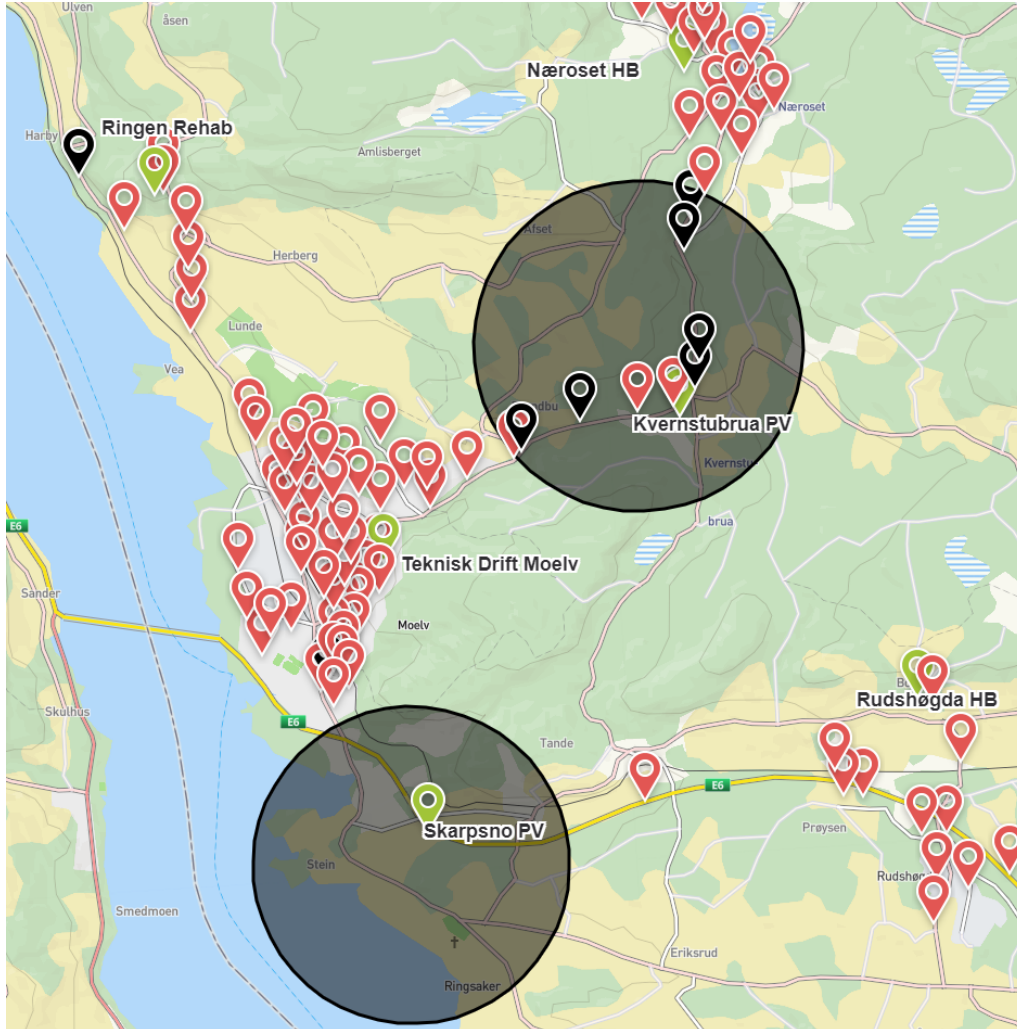 Ulven
åsen
Næroset HB
Næroset
Harby
Ringen Rehab
Amlisberget
Afset
Herberg
Lunde
Vea
Kvernstubrua PV
Kvernstu
brua
E6
Teknisk Drift Moelv
Sander
Moelv
Rudshøgda HB
Skulhus
E6
Tande
E6
Skarpsno PV
Prøysen
Stein
Rudshøg
Smedmoen
Eriksrud
Ringsaker